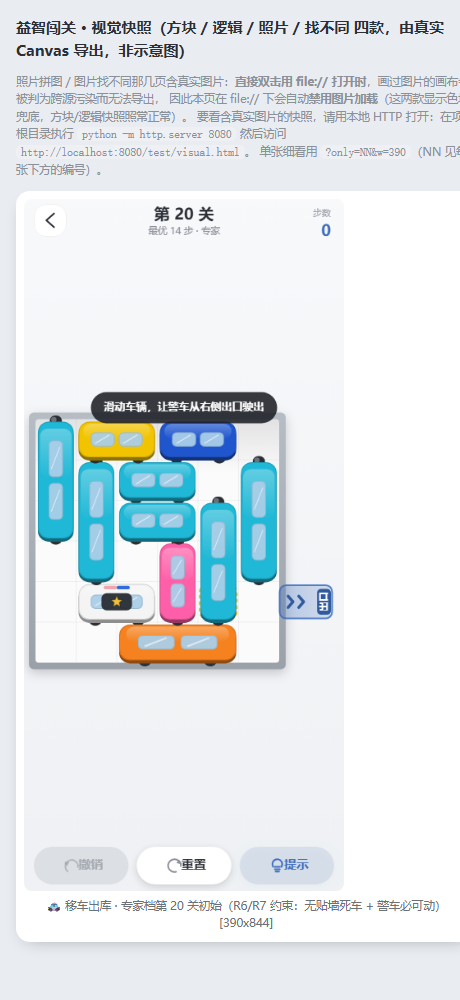 益智闯关 · 视觉快照（方块 / 逻辑 / 照片 / 找不同 四款，由真实
Canvas 导出，非示意图）
照片拼图 / 图片找不同那几页含真实图片：直接双击用 file:// 打开时，画过图片的画布
被判为跨源污染而无法导出， 因此本页在 file:// 下会自动禁用图片加载（这两款显示色
兜底，方块/逻辑快照照常正常）。 要看含真实图片的快照，请用本地 HTTP 打开：在项
根目录执行 python -m http.server 8080 然后访问
http://localhost:8080/test/visual.html 。 单张细看用 ?only=NN&w=390 （NN 见每
张下方的编号）。
第 20 关
最优 14 步 · 专家
步数
0
滑动车辆，让警车从右侧出口驶出
出口
撤销
重置
提示
移车出库 · 专家档第 20 关初始（R6/R7 约束：无贴墙死车 + 警车必可动）
[390x844]